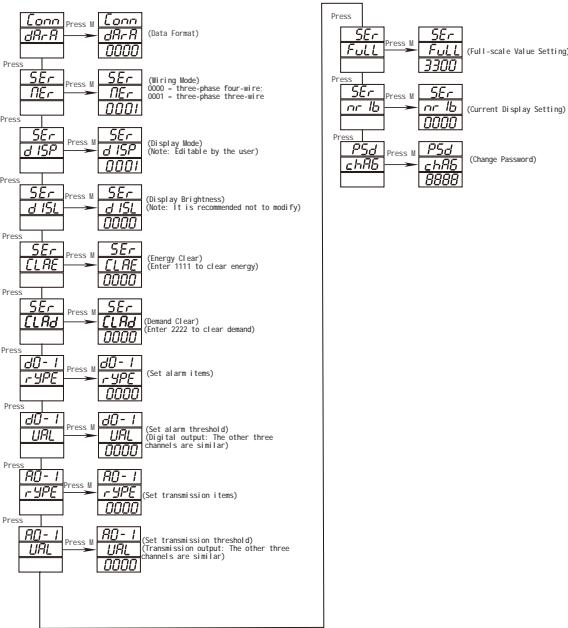 Conn
dArA
Press M
Conn
dArA
0000
(Data Format)
Press
SEr
nEr
Press M
SEr
nEr
0001
(Wiring Mode)
0000 – three-phase four-wire:
0001 – three-phase three-wire
Press
SEr
dISP
Press M
SEr
dISP
0001
(Display Mode)
(Note: Editable by the user)
Press
SEr
dISL
Press M
SEr
dISL
0000
(Display Brightness)
(Note: It is recommended not to modify)
Press
SEr
CLAE
Press M
SEr
CLAE
0000
(Energy Clear)
(Enter 1111 to clear energy)
Press
SEr
CLAd
Press M
SEr
CLAd
0000
(Demand Clear)
(Enter 2222 to clear demand)
Press
dO-1
rYPE
Press M
dO-1
rYPE
0000
(Set alarm items)
Press
dO-1
UAL
Press M
dO-1
UAL
0000
(Set alarm threshold)
(Digital output: The other three
channels are similar)
Press
AO-1
rYPE
Press M
AO-1
rYPE
0000
(Set transmission items)
Press
AO-1
UAL
Press M
AO-1
UAL
0000
(Set transmission threshold)
(Transmission output: The other three
channels are similar)
Press
SEr
FuLL
Press M
SEr
FuLL
3300
(Full-scale Value Setting)
Press
SEr
nr Ib
Press M
SEr
nr Ib
0000
(Current Display Setting)
Press
PSd
chAG
Press M
PSd
chAG
8888
(Change Password)